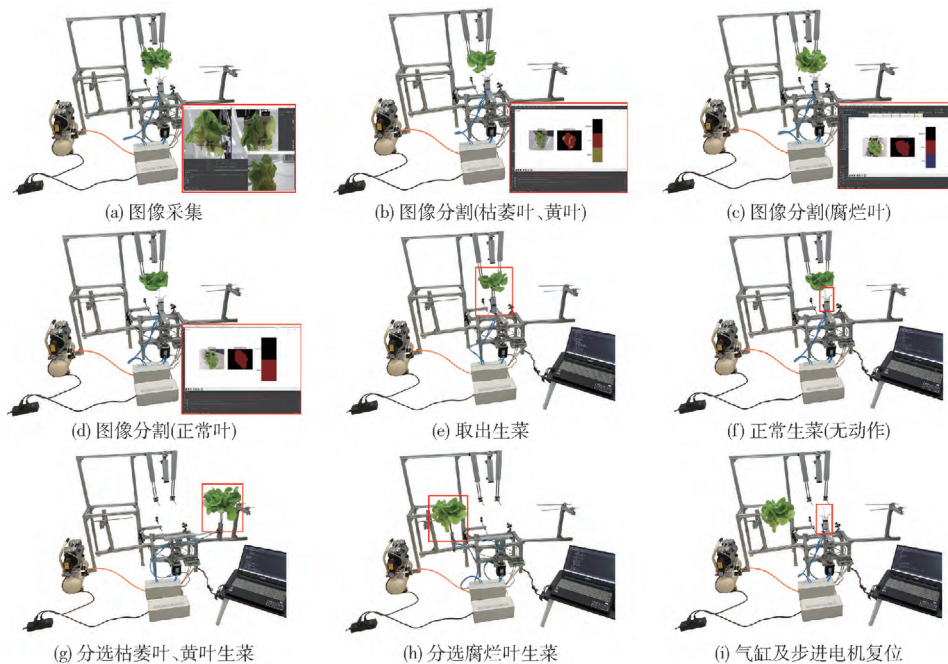 (a) 图像采集
(b) 图像分割(枯萎叶、黄叶)
(c) 图像分割(腐烂叶)
(d) 图像分割(正常叶)
(e) 取出生菜
(f) 正常生菜(无动作)
(g) 分选枯萎叶、黄叶生菜
(h) 分选腐烂叶生菜
(i) 气缸及步进电机复位